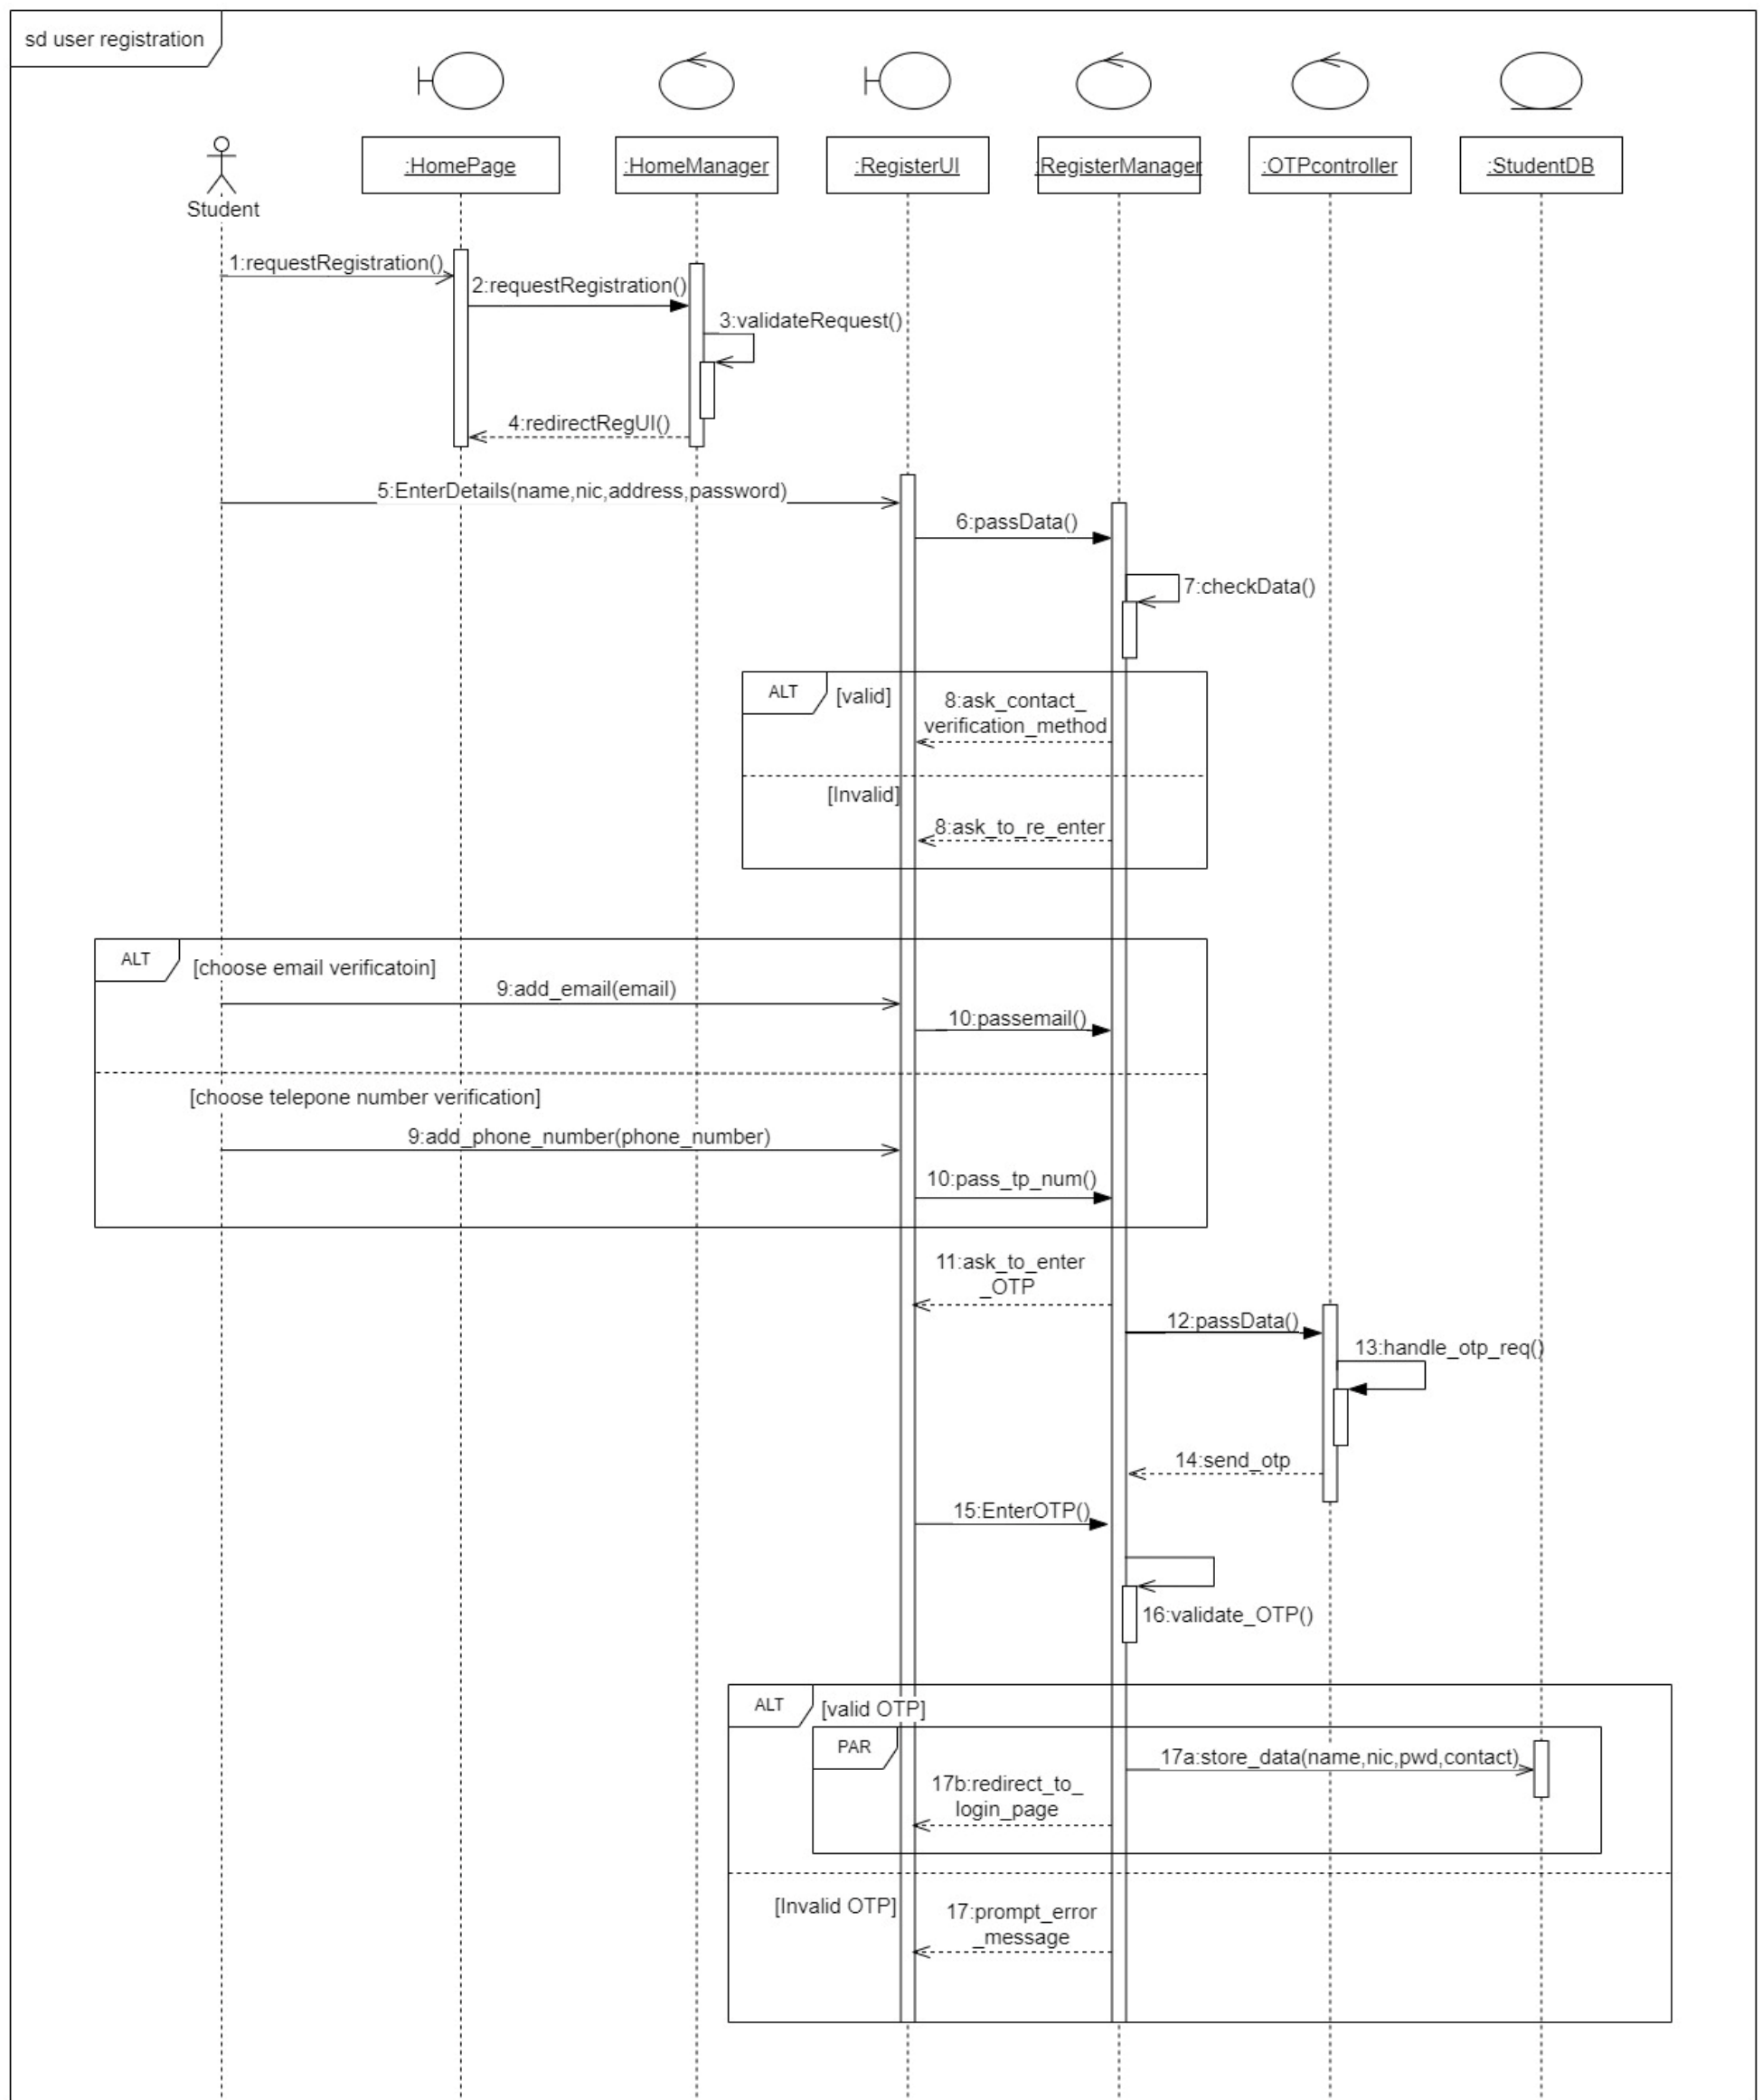 sd user registration
Student
:HomePage
:HomeManager
:RegisterUI
:RegisterManager
:OTPcontroller
:StudentDB
1:requestRegistration()
2:requestRegistration()
3:validateRequest()
4:redirectRegUI()
5:EnterDetails(name,nic,address,password)
6:passData()
7:checkData()
ALT
[valid]
8:ask_contact_
verification_method
[Invalid]
8:ask_to_re_enter
ALT
[choose email verificatoin]
9:add_email(email)
10:passemail()
[choose telepone number verification]
9:add_phone_number(phone_number)
10:pass_tp_num()
11:ask_to_enter
_OTP
12:passData()
13:handle_otp_req()
14:send_otp
15:EnterOTP()
16:validate_OTP()
ALT
[valid OTP]
PAR
17a:store_data(name,nic,pwd,contact)
17b:redirect_to_
login_page
[Invalid OTP]
17:prompt_error
_message